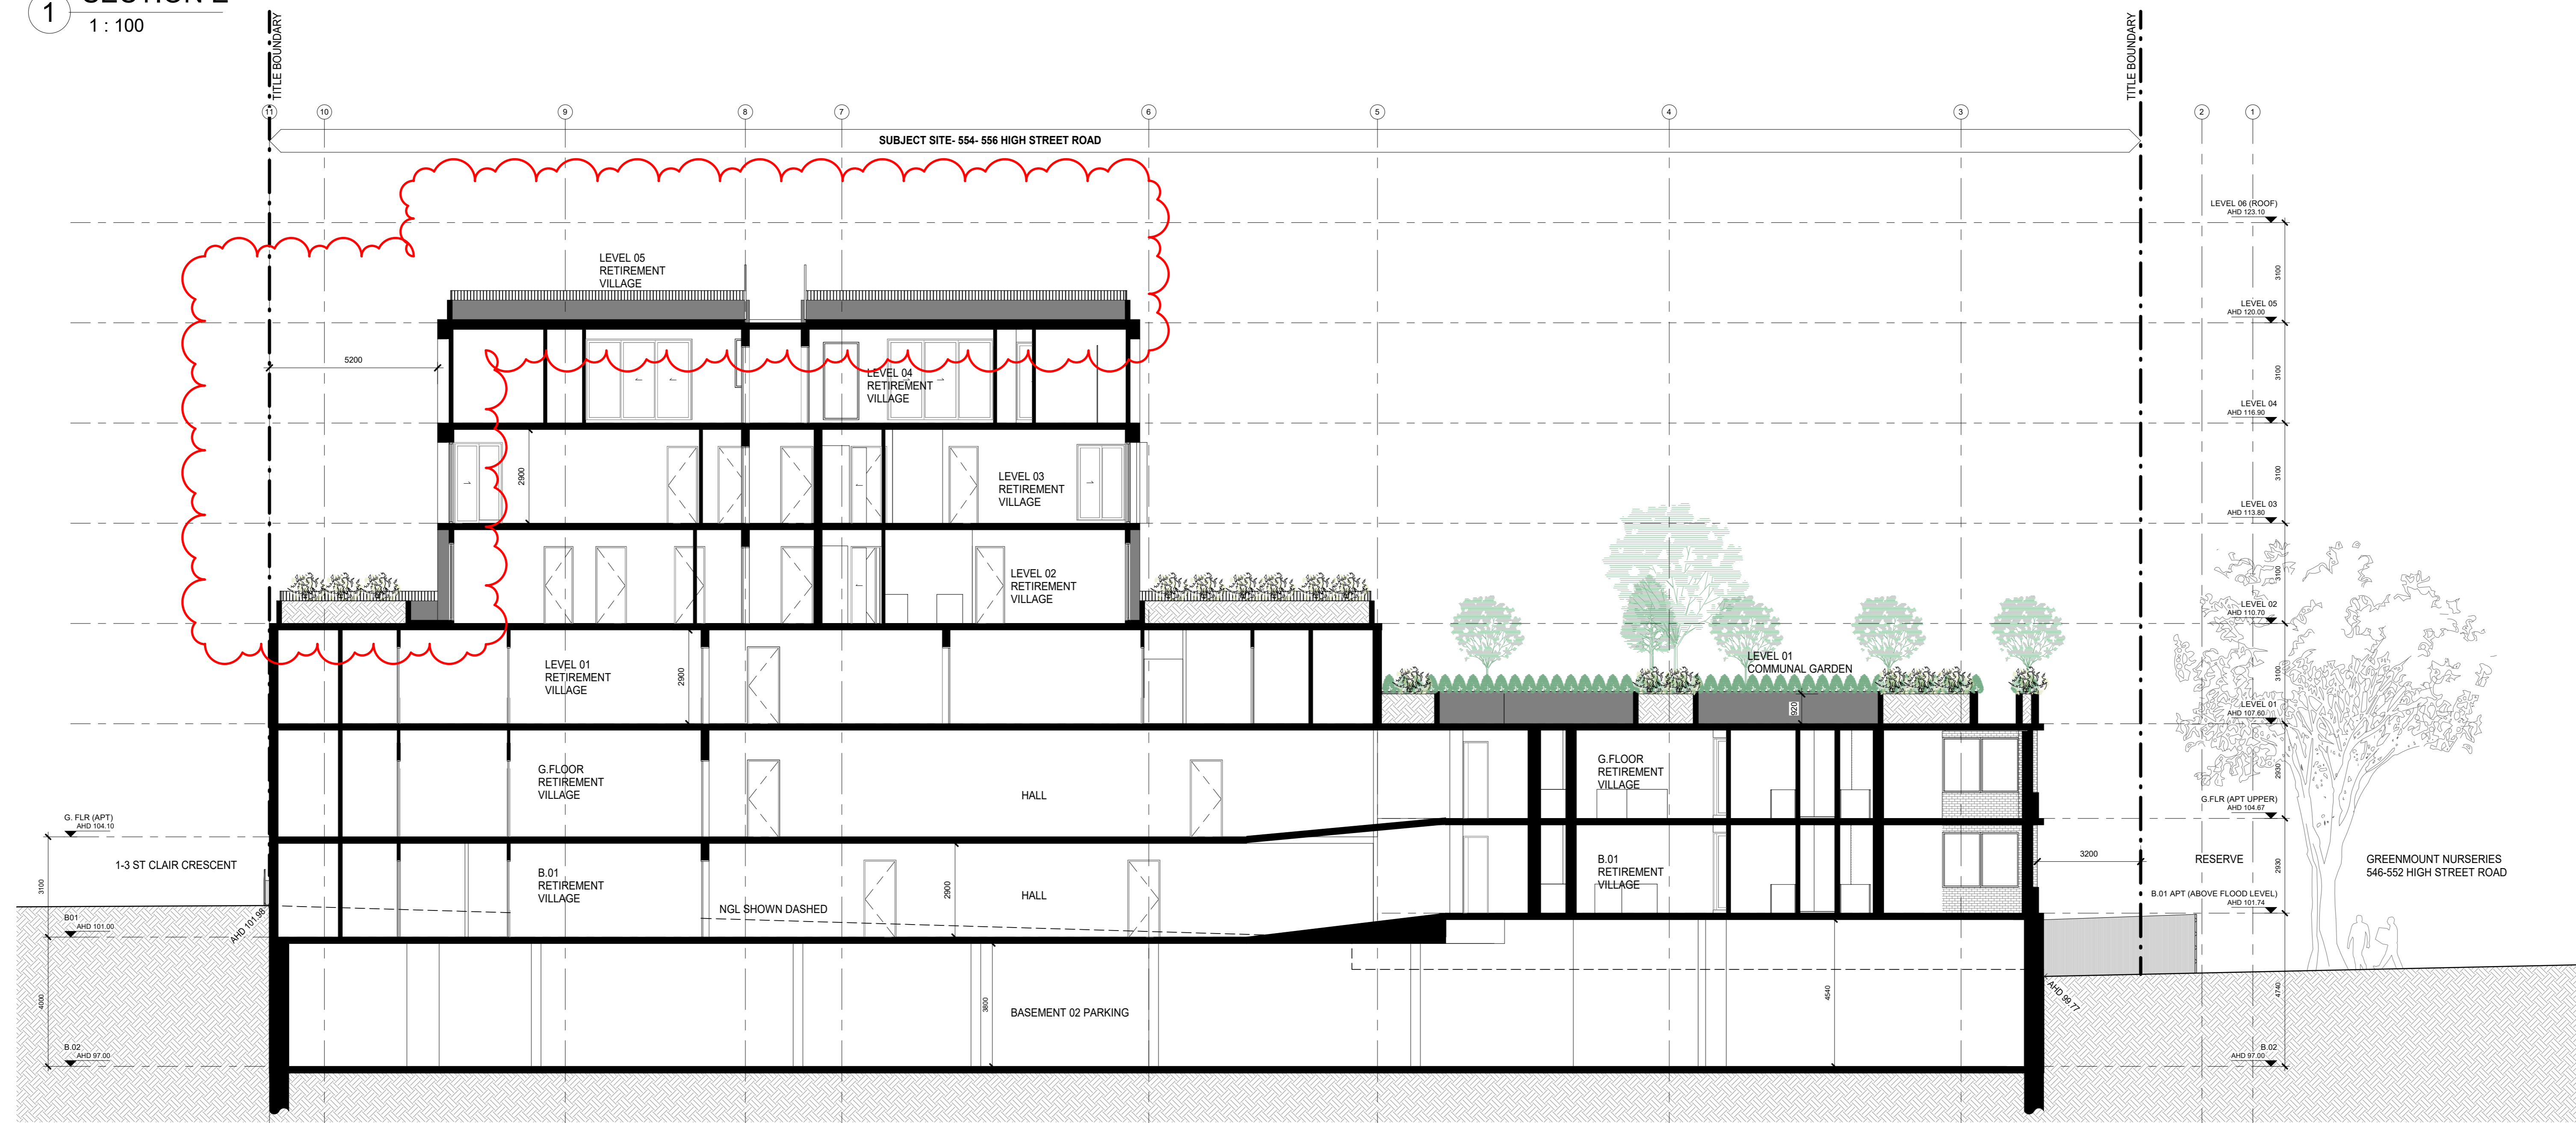 1
1 : 100
TITLE BOUNDARY
TITLE BOUNDARY
11
10
9
8
7
6
5
4
3
2
1
SUBJECT SITE- 554- 556 HIGH STREET ROAD
LEVEL 06 (ROOF)
AHD 123.10
3100
LEVEL 05
AHD 120.00
3100
LEVEL 04
AHD 116.90
3100
LEVEL 03
AHD 113.80
3100
LEVEL 02
AHD 110.70
3100
LEVEL 01
AHD 107.60
2930
G.FLR (APT UPPER)
AHD 104.67
2930
B.01 APT (ABOVE FLOOD LEVEL)
AHD 101.74
4740
B.02
AHD 97.00
LEVEL 05
RETIREMENT
VILLAGE
5200
LEVEL 04
RETIREMENT
VILLAGE
2900
LEVEL 03
RETIREMENT
VILLAGE
LEVEL 02
RETIREMENT
VILLAGE
LEVEL 01
RETIREMENT
VILLAGE
2900
LEVEL 01
COMMUNAL GARDEN
920
G.FLOOR
RETIREMENT
VILLAGE
HALL
G.FLOOR
RETIREMENT
VILLAGE
G. FLR (APT)
AHD 104.10
1-3 ST CLAIR CRESCENT
3100
B.01
RETIREMENT
VILLAGE
2900
HALL
B.01
RETIREMENT
VILLAGE
3200
RESERVE
GREENMOUNT NURSERIES
546-552 HIGH STREET ROAD
NGL SHOWN DASHED
B01
AHD 101.00
AHD 101.98
AHD 99.77
4000
3800
BASEMENT 02 PARKING
4540
B.02
AHD 97.00